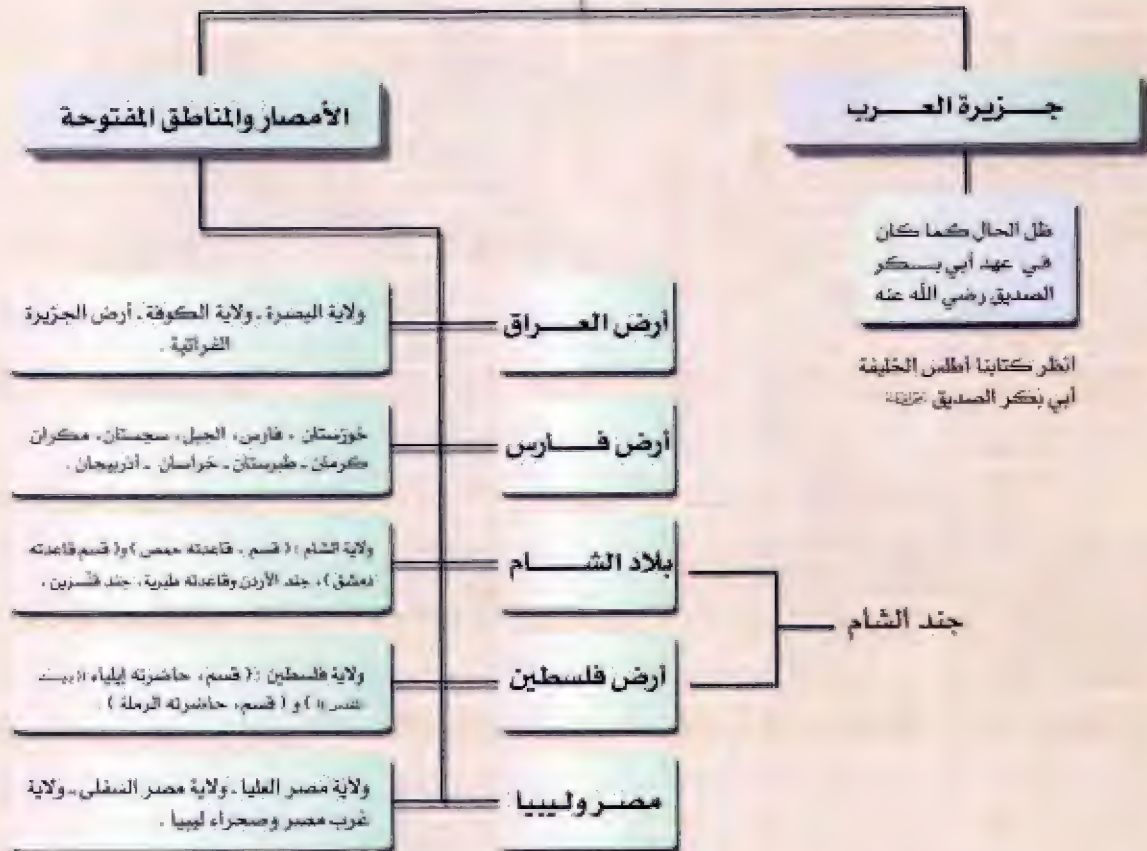 جزيرة العرب
ظل الحال كما كان
في عهد أبي بكر
الصديق رضي الله عنه
انظر كتابنا أطلس الخليفة
أبي بكر الصديق
الأمصار والمناطق المفتوحة
أرض العراق
ولاية البصرة ـ ولاية الكوفة ـ أرض الجزيرة
الفراتية .
أرض فارس
خوزستان ، فارس، الجبل، سجستان، مكران
كرمان ـ طبرستان ـ خراسان ـ أذربيجان .
بلاد الشام
ولاية الشام : ( قسم ، قاعدته حمص ) و( قسم قاعدته
دمشق )، جند الأردن وقاعدته طبرية، جند قنّسرين .
جند الشام
أرض فلسطين
ولاية فلسطين : ( قسم، حاضرته إيلياء
) و ( قسم، حاضرته الرملة ) .
مصر وليبيا
ولاية مصر العليا ـ ولاية مصر السفلى ـ ولاية
غرب مصر وصحراء ليبيا .